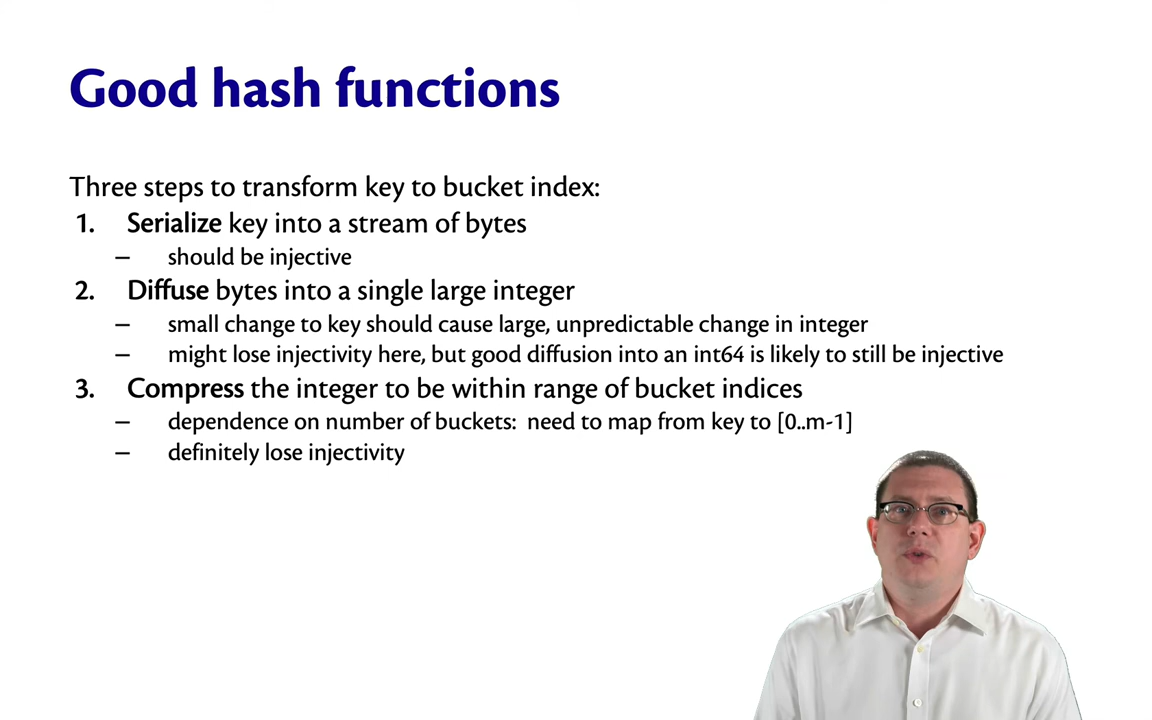 Good hash functions
Three steps to transform key to bucket index:
1. Serialize key into a stream of bytes
– should be injective
2. Diffuse bytes into a single large integer
– small change to key should cause large, unpredictable change in integer
– might lose injectivity here, but good diffusion into an int64 is likely to still be injective
3. Compress the integer to be within range of bucket indices
– dependence on number of buckets: need to map from key to [0..m-1]
– definitely lose injectivity